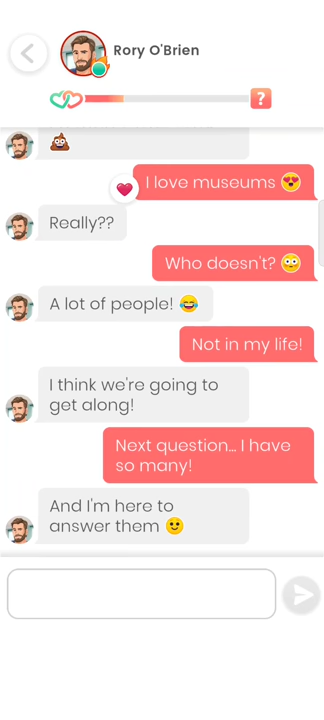 Rory O'Brien
?
💩
I love museums 😍
Really??
Who doesn't? 😳
A lot of people! 😂
Not in my life!
I think we're going to
get along!
Next question... I have
so many!
And I'm here to
answer them 🙂